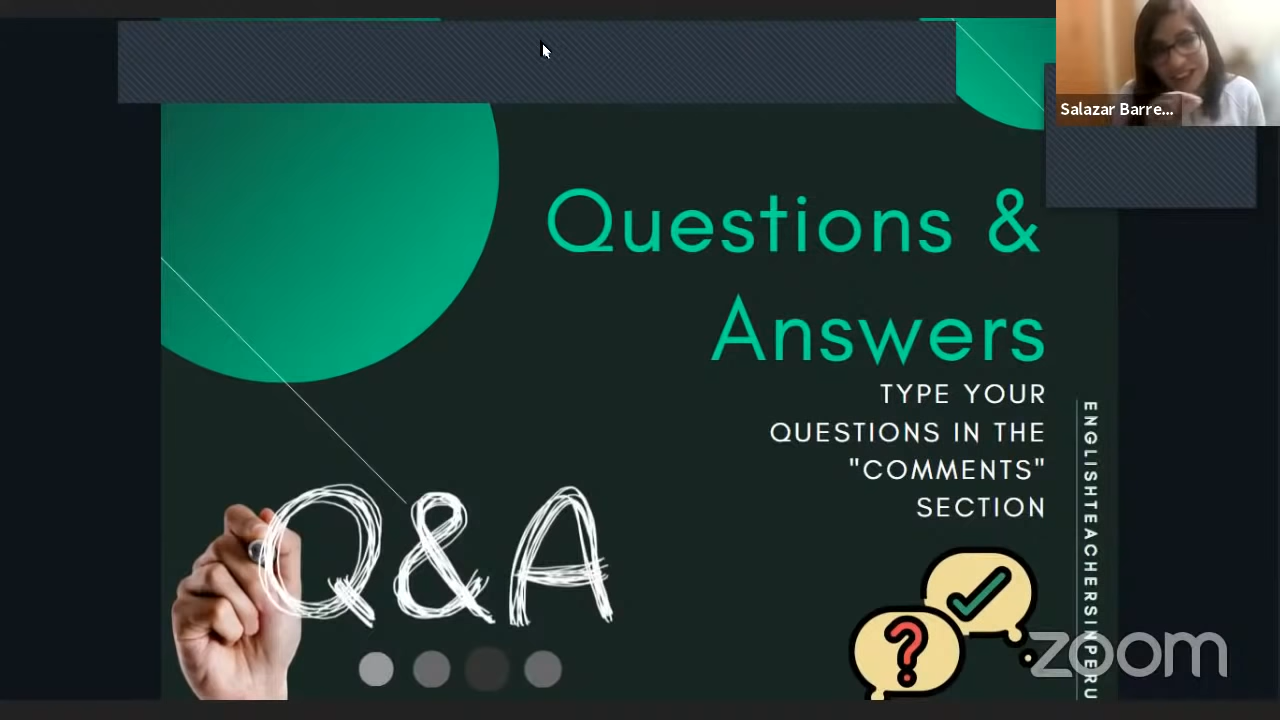 Salazar Barre...
Questions &
Answers
TYPE YOUR
QUESTIONS IN THE
"COMMENTS"
SECTION
Q&A
?
ENGLISHTEACHERSINPERU
zoom